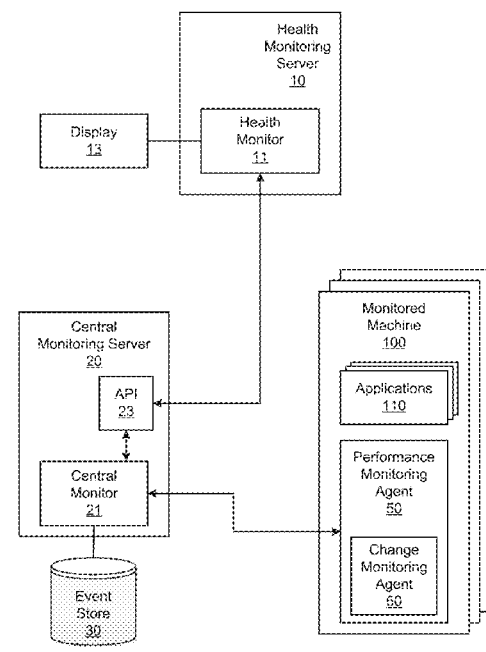 Health
Monitoring
Server
10
Display
13
Health
Monitor
11
Central
Monitoring Server
20
API
23
Central
Monitor
21
Event
Store
30
Monitored
Machine
100
Applications
110
Performance
Monitoring
Agent
50
Change
Monitoring
Agent
60